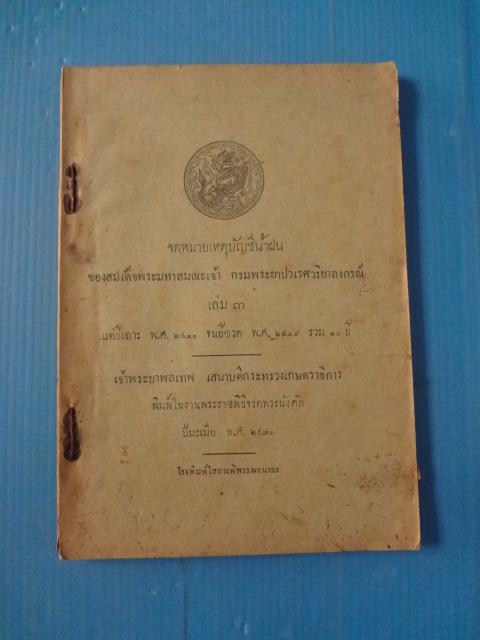 จดหมายเหตุบัญชีน้ำฝน
ของสมเด็จพระมหาสมณะเจ้า กรมพระยาปวเรศวริยาลงกรณ์
เล่ม ๓
แต่ปีเถาะ พ.ศ. ๒๔๑๐ จนปีชวด พ.ศ. ๒๔๑๙ รวม ๑๐ ปี
เจ้าพระยาพลเทพ เสนาบดีกระทรวงเกษตราธิการ
พิมพ์ในงานพระราชพิธีจรดพระนังคัล
ปีมะเมีย พ.ศ. ๒๔๗๓
โรงพิมพ์โสภณพิพรรฒธนากร